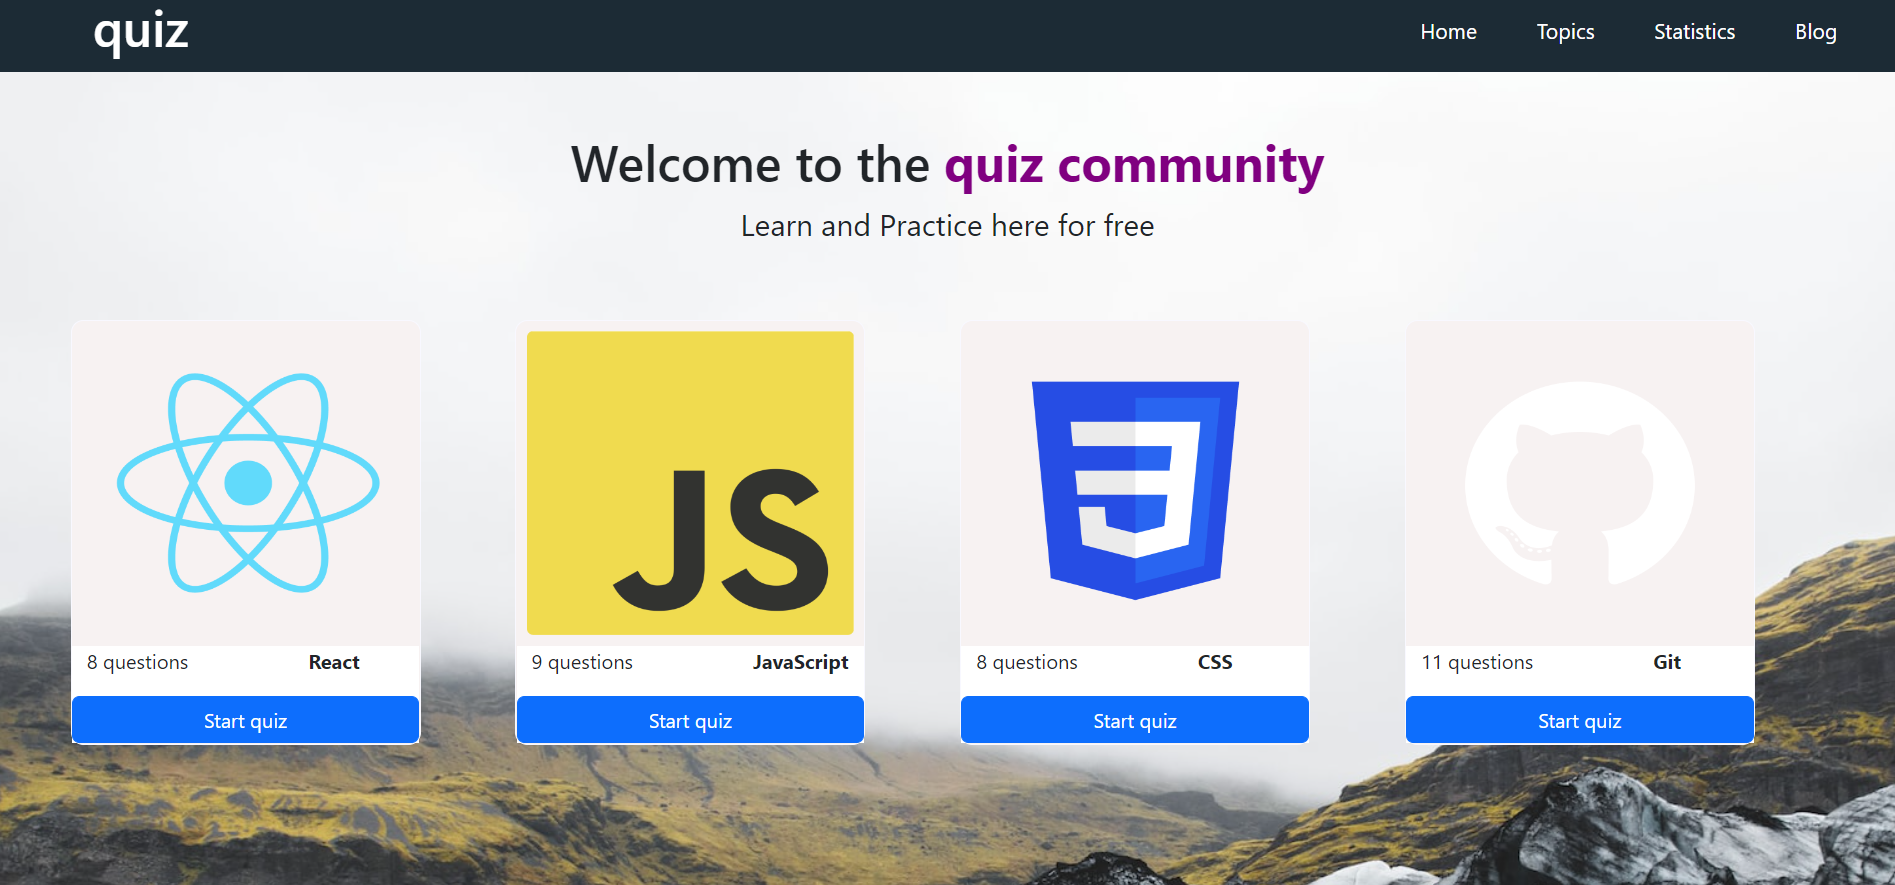 quiz
Home Topics Statistics Blog
Welcome to the quiz community
Learn and Practice here for free
JS
8 questions React
9 questions JavaScript
8 questions CSS
11 questions Git
Start quiz
Start quiz
Start quiz
Start quiz